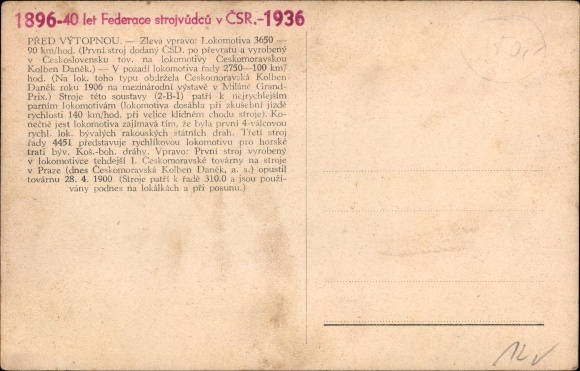 1896-40 let Federace strojvůdců v ČSR.-1936
PŘED VÝTOPNOU. — Zleva vpravo: Lokomotiva 3650 —
90 km/hod. (První stroj dodaný ČSD. po převratu a vyrobený
v Československu tov. na lokomotivy Českomoravskou
Kolben Daněk.) — V pozadí lokomotiva řady 2750—100 km/
hod. (Na lok. toho typu obdržela Českomoravská Kolben
Daněk roku 1906 na mezinárodní výstavě v Miláně Grand-
Prix.) Stroje této soustavy (2-B-1) patří k nejrychlejším
parním lokomotivám (lokomotiva dosáhla při zkušební jízdě
rychlosti 140 km/hod. při velice klidném chodu stroje). Ko-
nečně jest lokomotiva zajímavá tím, že byla první 4-válcovou
rychl. lok. bývalých rakouských státních drah. Třetí stroj
řady 4451 představuje rychlíkovou lokomotivu pro horské
trati býv. Koš.-boh. dráhy. Vpravo: První stroj vyrobený
v lokomotivce tehdejší I. Českomoravské továrny na stroje
v Praze (dnes Českomoravská Kolben Daněk, a. s.) opustil
továrnu 28. 4. 1900. (Stroje patří k řadě 310.0 a jsou použí-
vány podnes na lokálkách a při posunu.)